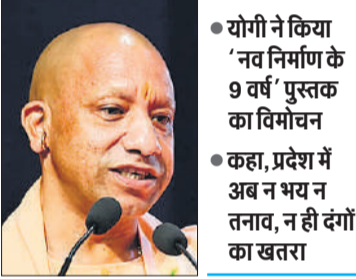 • योगी ने किया
‘नव निर्माण के
9 वर्ष’ पुस्तक
का विमोचन
• कहा, प्रदेश में
अब न भय न
तनाव, न ही दंगों
का खतरा